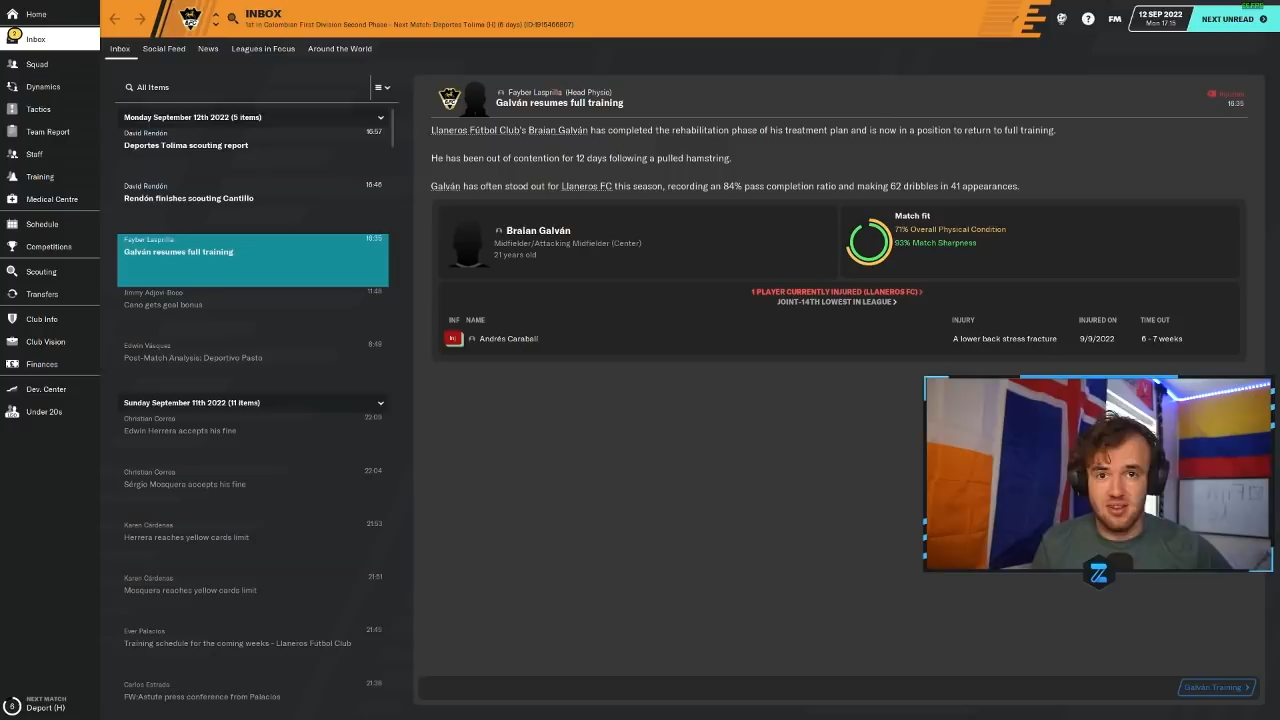 Home
INBOX
1st in Colombian First Division Second Phase - Next Match: Deportes Tolima (H) (6 days) [ID:1915466807]
FM
12 SEP 2022
Mon 17:15
NEXT UNREAD
2
Inbox
Squad
Dynamics
Tactics
Team Report
Staff
Training
Medical Centre
Schedule
Competitions
Scouting
Transfers
Club Info
Club Vision
Finances
Dev. Center
Under 20s
6
NEXT MATCH
Deport (H)
Inbox
Social Feed
News
Leagues in Focus
Around the World
All Items
Monday September 12th 2022 (5 items)
David Rendón 16:57
Deportes Tolima scouting report
David Rendón 16:46
Rendón finishes scouting Cantillo
Fayber Lasprilla 16:35
Galván resumes full training
Jimmy Adjovi-Boco 11:48
Cano gets goal bonus
Edwin Vásquez 8:49
Post-Match Analysis: Deportivo Pasto
Sunday September 11th 2022 (11 items)
Christian Correa 22:09
Edwin Herrera accepts his fine
Christian Correa 22:04
Sérgio Mosquera accepts his fine
Karen Cárdenas 21:53
Herrera reaches yellow cards limit
Karen Cárdenas 21:51
Mosquera reaches yellow cards limit
Ever Palacios 21:45
Training schedule for the coming weeks - Llaneros Fútbol Club
Carlos Estrada 21:38
FW:Astute press conference from Palacios
Fayber Lasprilla (Head Physio)
Galván resumes full training
Injuries
16:35
Llaneros Fútbol Club's Braian Galván has completed the rehabilitation phase of his treatment plan and is now in a position to return to full training.
He has been out of contention for 12 days following a pulled hamstring.
Galván has often stood out for Llaneros FC this season, recording an 84% pass completion ratio and making 62 dribbles in 41 appearances.
Braian Galván
Midfielder/Attacking Midfielder (Center)
21 years old
Match fit
71% Overall Physical Condition
93% Match Sharpness
1 PLAYER CURRENTLY INJURED (LLANEROS FC)
JOINT-14TH LOWEST IN LEAGUE
INF NAME INJURY INJURED ON TIME OUT
Inj Andrés Carabalí A lower back stress fracture 9/9/2022 6 - 7 weeks
Galván Training